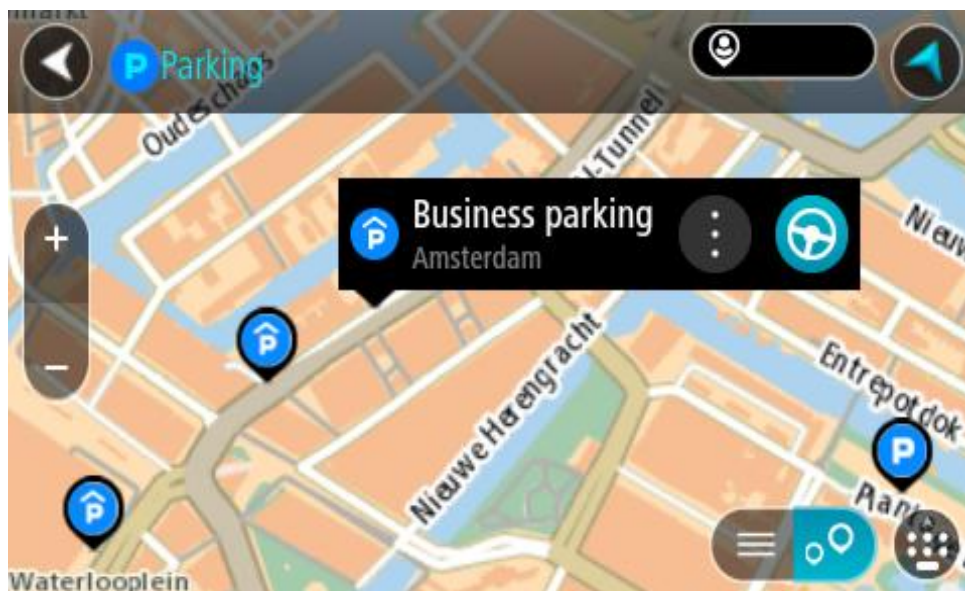 P Parking
Oudeschans
Business parking
Amsterdam
P
P
P
P
Nieuwe Herengracht
Entrepotdok
Waterlooplein